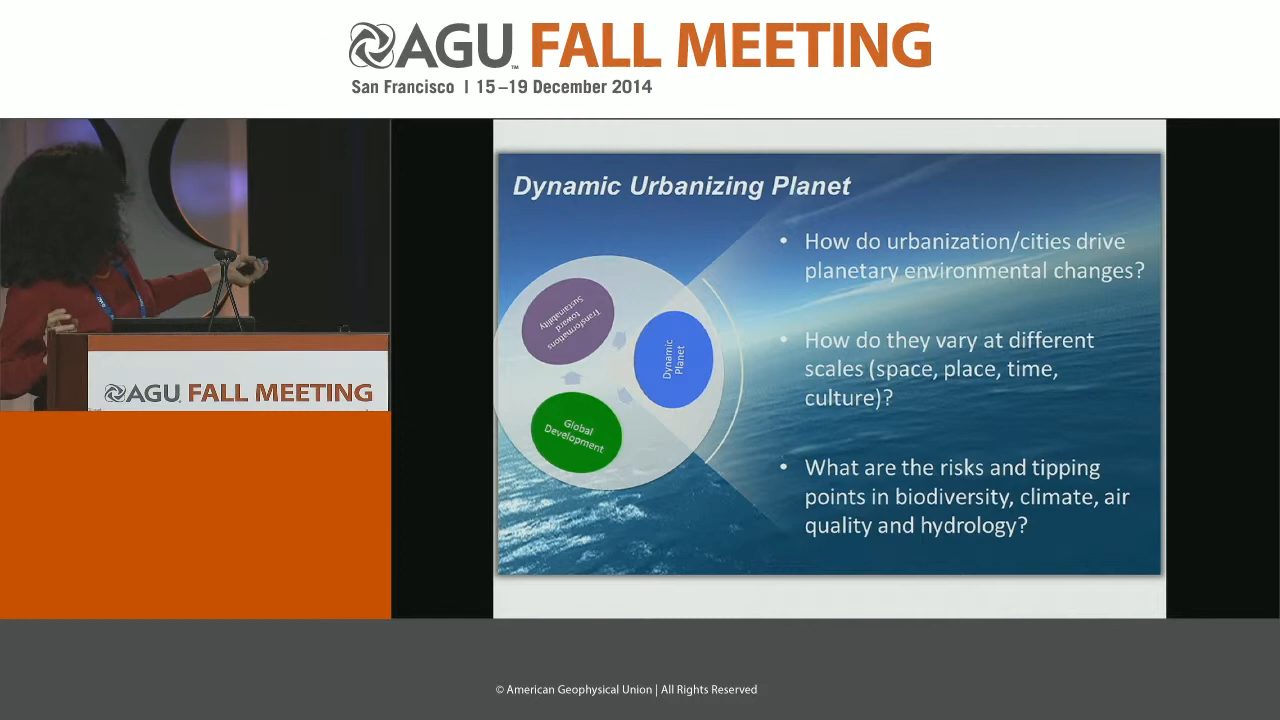 AGU FALL MEETING
San Francisco | 15–19 December 2014
AGU FALL MEETING
Dynamic Urbanizing Planet
Transformations
toward
Sustainability
Dynamic
Planet
Global
Development
• How do urbanization/cities drive
planetary environmental changes?
• How do they vary at different
scales (space, place, time,
culture)?
• What are the risks and tipping
points in biodiversity, climate, air
quality and hydrology?
© American Geophysical Union | All Rights Reserved